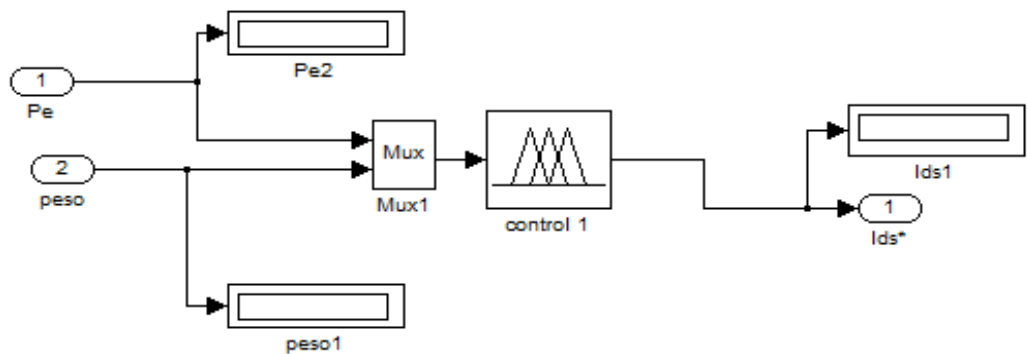 Pe2
1
Pe
Mux
Mux1
2
peso
control 1
Ids1
1
Ids*
peso1